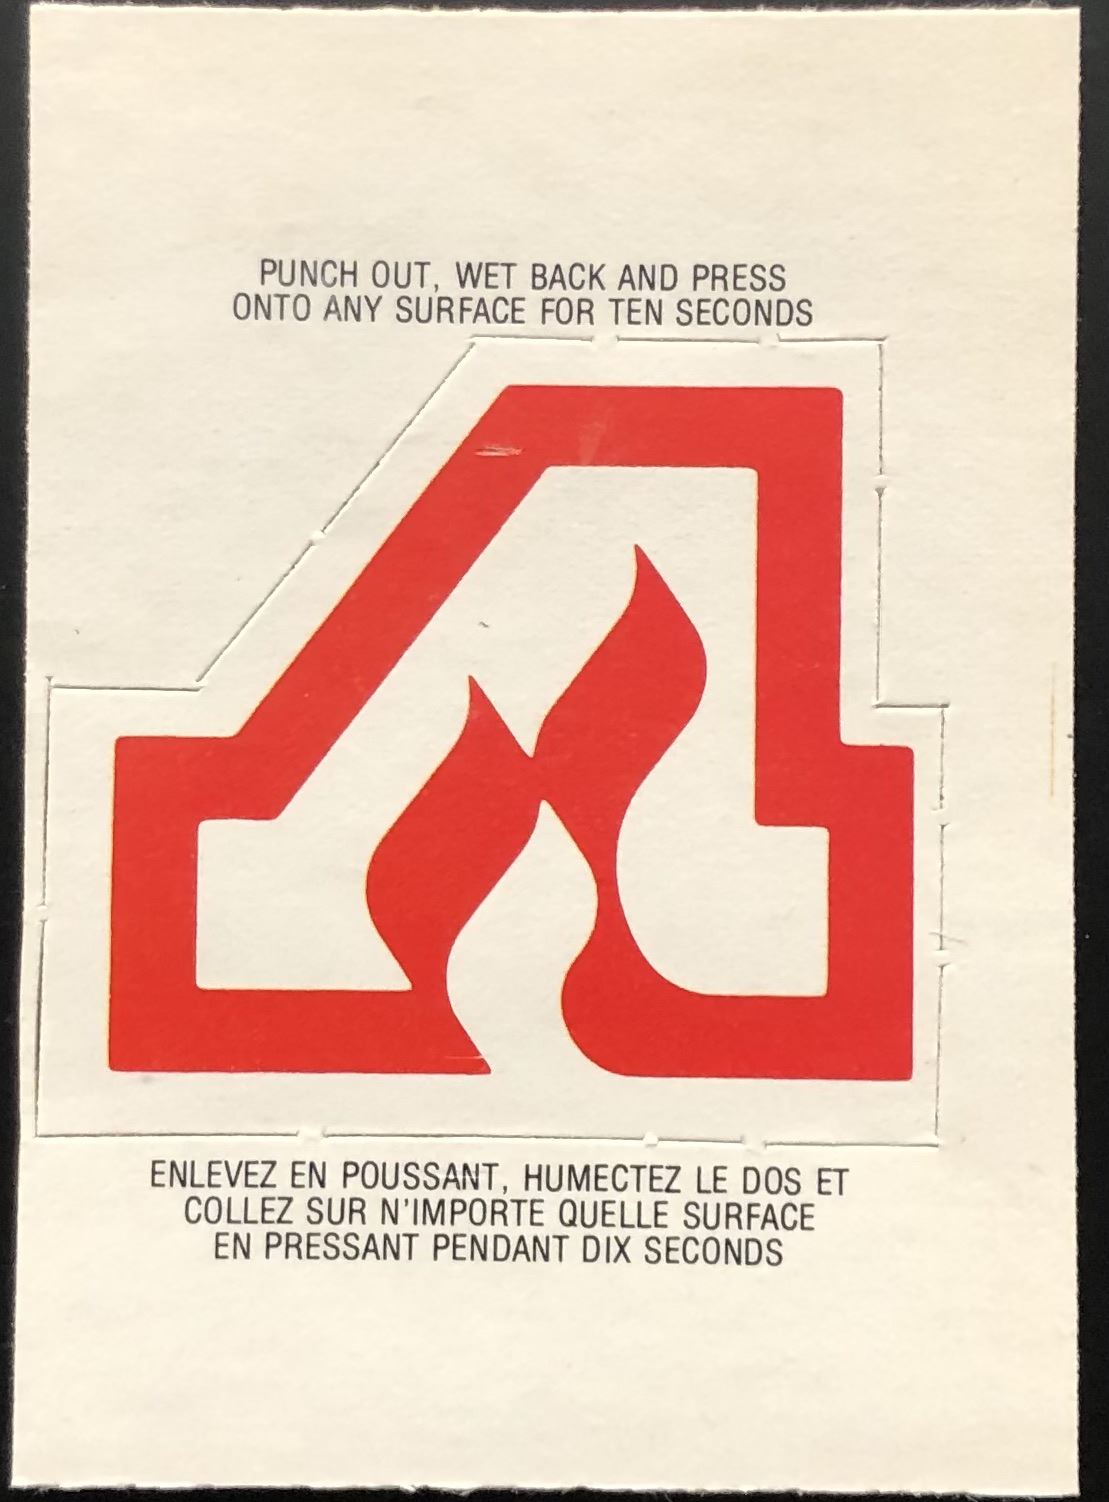 PUNCH OUT, WET BACK AND PRESS
ONTO ANY SURFACE FOR TEN SECONDS
ENLEVEZ EN POUSSANT, HUMECTEZ LE DOS ET
COLLEZ SUR N'IMPORTE QUELLE SURFACE
EN PRESSANT PENDANT DIX SECONDS